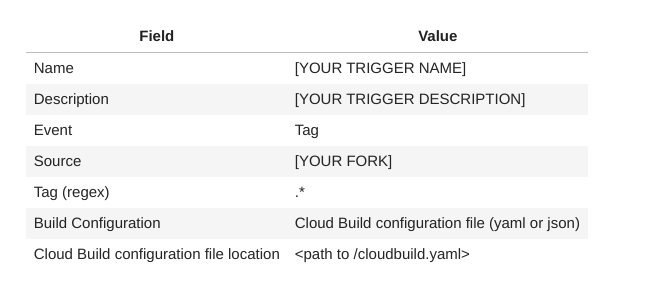 Field Value
Name [YOUR TRIGGER NAME]
Description [YOUR TRIGGER DESCRIPTION]
Event Tag
Source [YOUR FORK]
Tag (regex) .*
Build Configuration Cloud Build configuration file (yaml or json)
Cloud Build configuration file location <path to /cloudbuild.yaml>